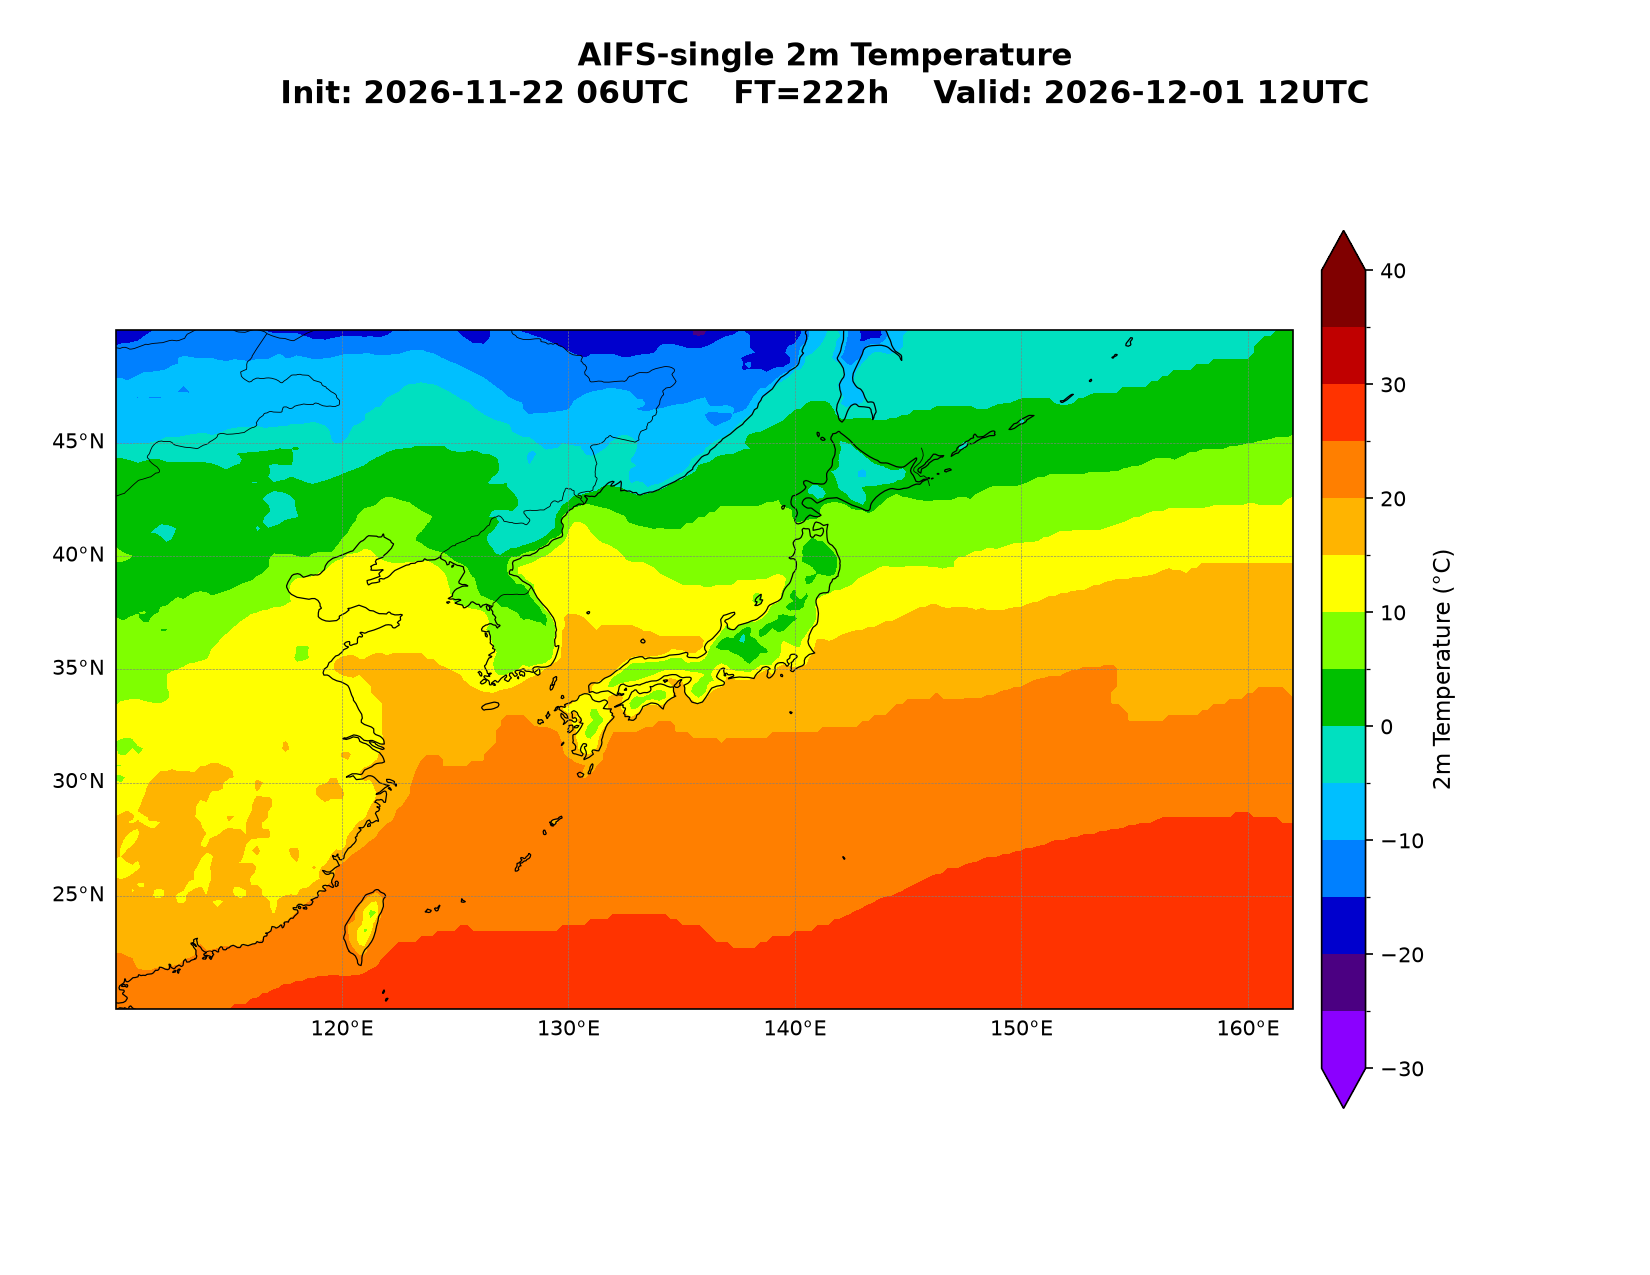 AIFS-single 2m Temperature
Init: 2026-11-22 06UTC    FT=222h    Valid: 2026-12-01 12UTC
45°N
40°N
35°N
30°N
25°N
120°E
130°E
140°E
150°E
160°E
40
30
20
10
0
−10
−20
−30
2m Temperature (°C)